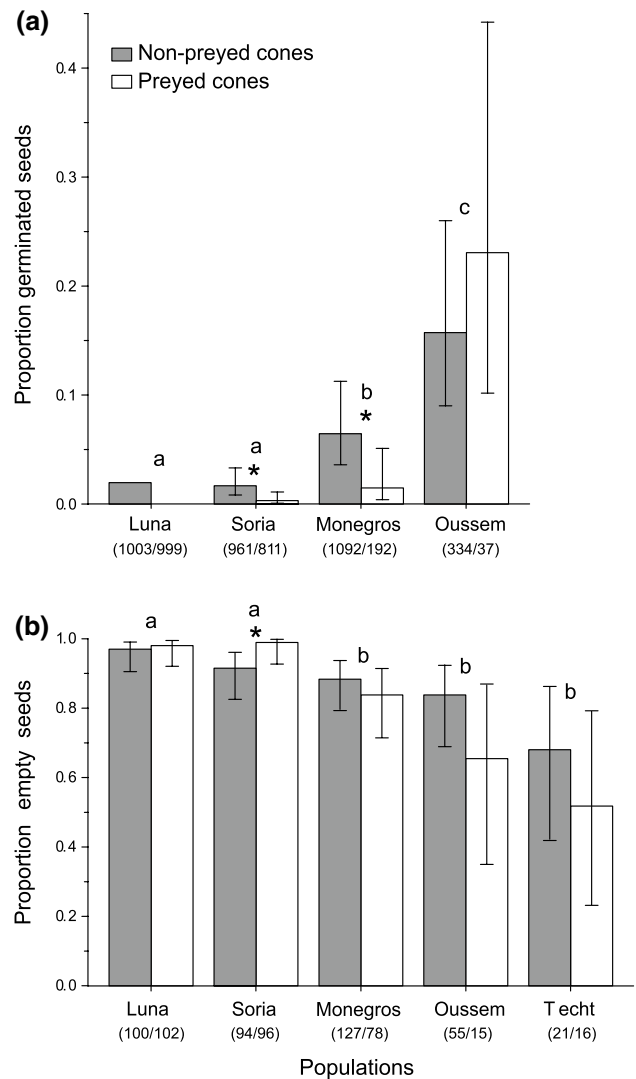 (a)
Non-preyed cones
Preyed cones
Proportion germinated seeds
0.4
0.3
0.2
0.1
0.0
a
a
*
b
*
c
Luna Soria Monegros Oussem
(1003/999) (961/811) (1092/192) (334/37)
(b)
Proportion empty seeds
1.0
0.8
0.6
0.4
0.2
0.0
a
a
*
b
b
b
Luna Soria Monegros Oussem Techt
(100/102) (94/96) (127/78) (55/15) (21/16)
Populations